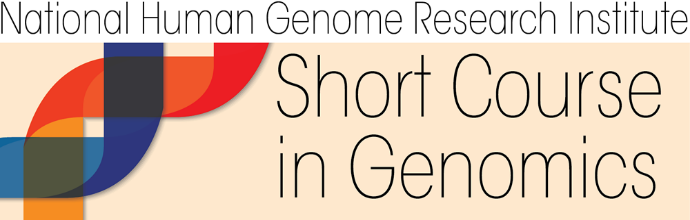 National Human Genome Research Institute
Short Course
in Genomics